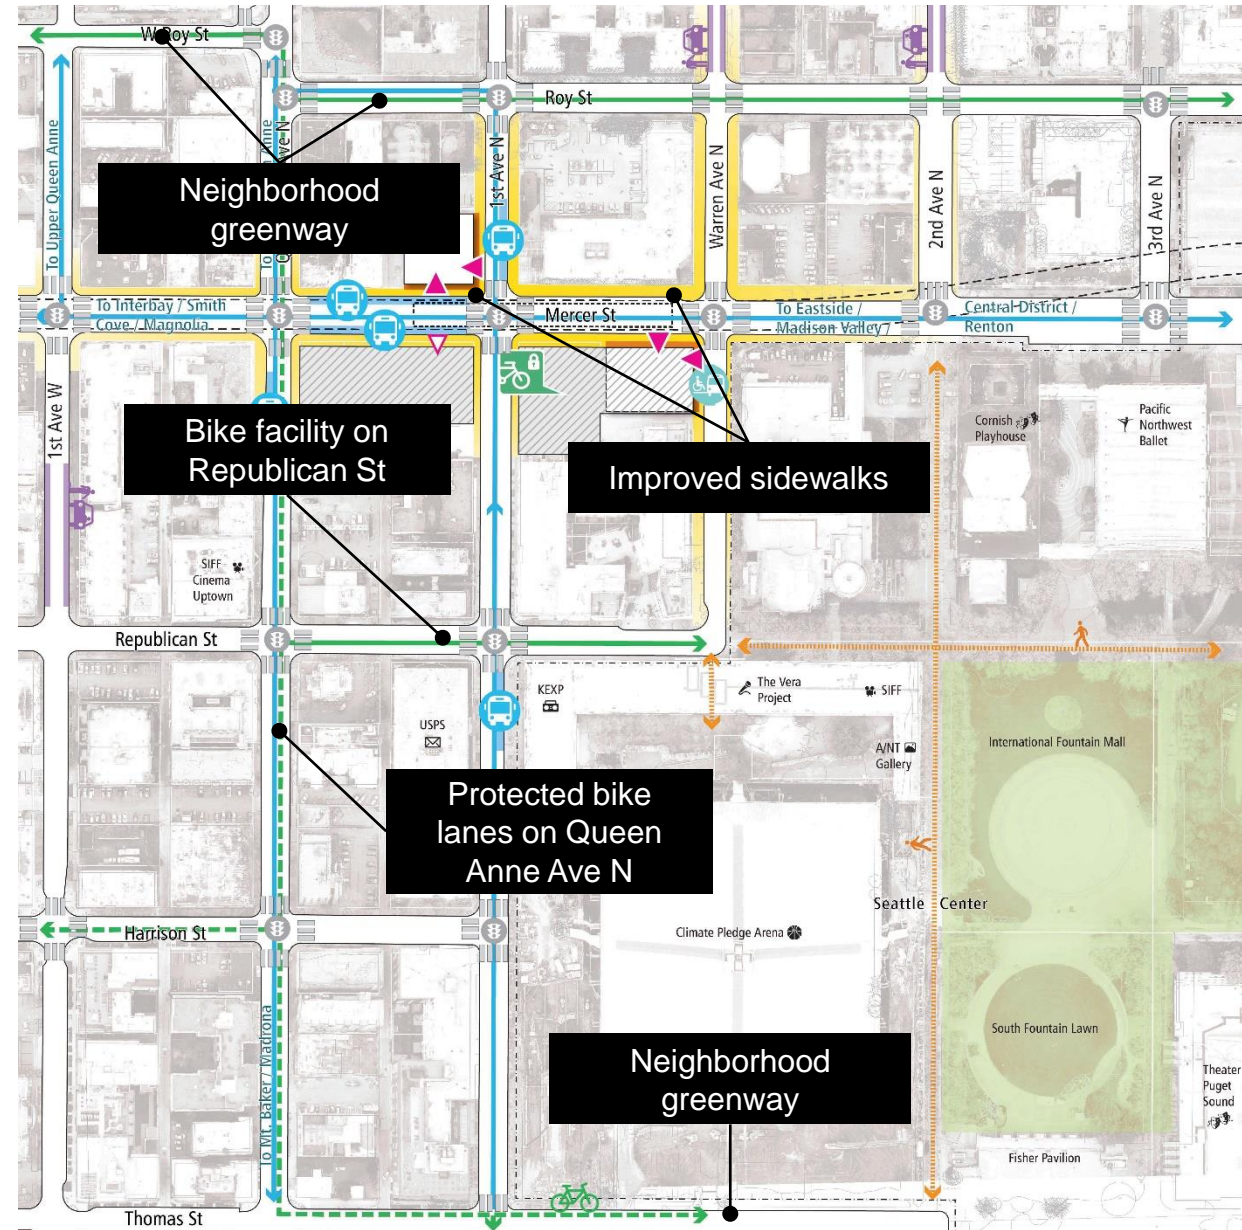 W Roy St
Roy St
Neighborhood
greenway
To Upper Queen Anne
Ave N
1st Ave N
Warren Ave N
2nd Ave N
3rd Ave N
To Interbay / Smith
Cove / Magnolia
Mercer St
To Eastside /
Madison Valley /
Central District /
Renton
1st Ave W
Bike facility on
Republican St
Improved sidewalks
Cornish
Playhouse
Pacific
Northwest
Ballet
SIFF
Cinema
Uptown
Republican St
KEXP
The Vera
Project
SIFF
USPS
A/NT
Gallery
International Fountain Mall
Protected bike
lanes on Queen
Anne Ave N
Seattle Center
Harrison St
Climate Pledge Arena
To Mt. Baker / Madrona
South Fountain Lawn
Neighborhood
greenway
Theater
Puget
Sound
Fisher Pavilion
Thomas St